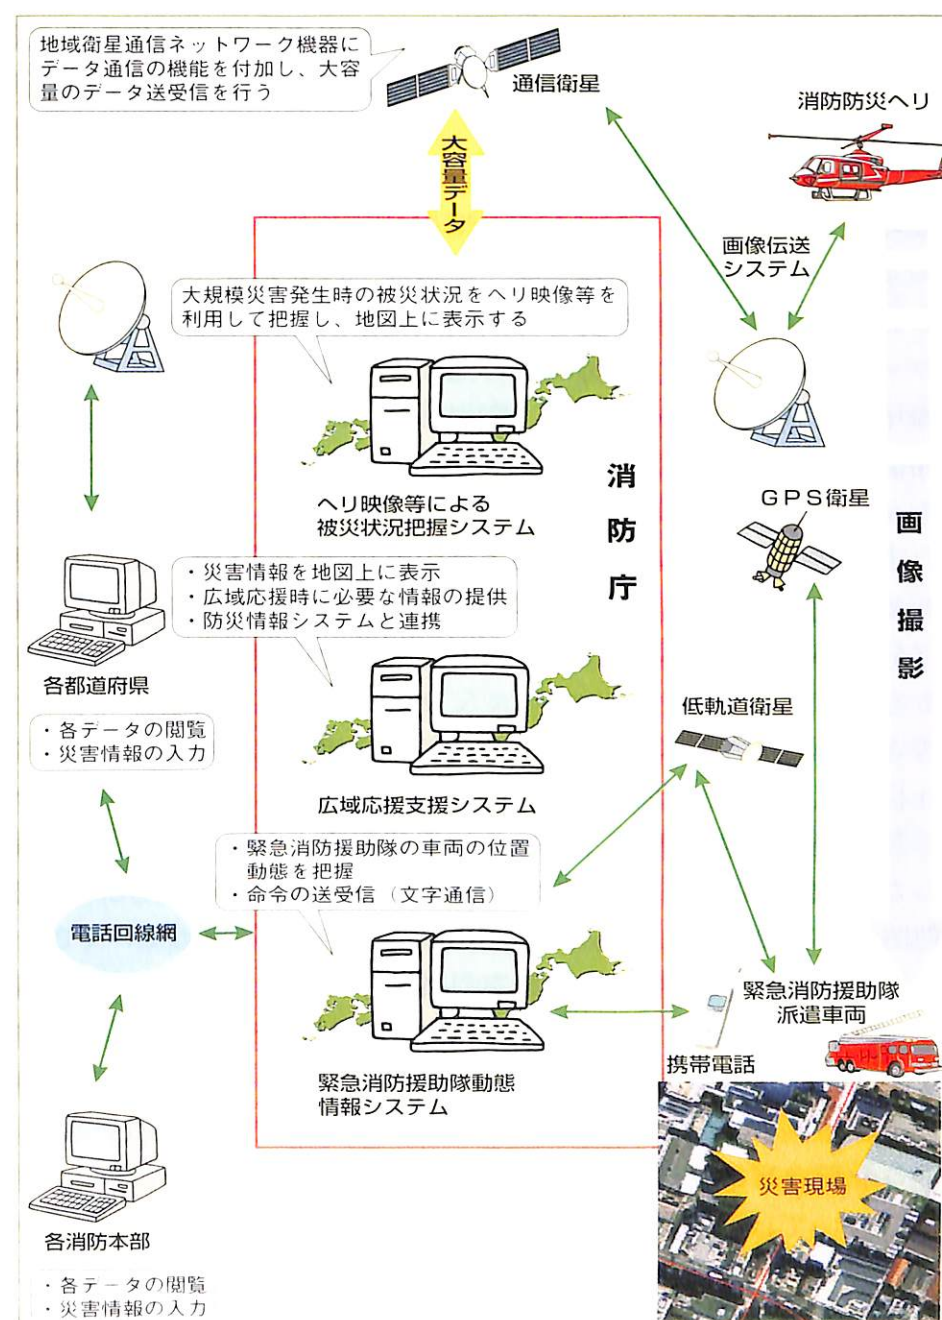 地域衛星通信ネットワーク機器に
データ通信の機能を付加し、大容
量のデータ送受信を行う
通信衛星
消防防災ヘリ
大容量データ
画像伝送
システム
大規模災害発生時の被災状況をヘリ映像等を
利用して把握し、地図上に表示する
ヘリ映像等による
被災状況把握システム
消防庁
GPS衛星
画像撮影
・災害情報を地図上に表示
・広域応援時に必要な情報の提供
・防災情報システムと連携
各都道府県
・各データの閲覧
・災害情報の入力
低軌道衛星
広域応援支援システム
・緊急消防援助隊の車両の位置
動態を把握
・命令の送受信（文字通信）
電話回線網
緊急消防援助隊
派遣車両
携帯電話
緊急消防援助隊動態
情報システム
災害現場
各消防本部
・各データの閲覧
・災害情報の入力